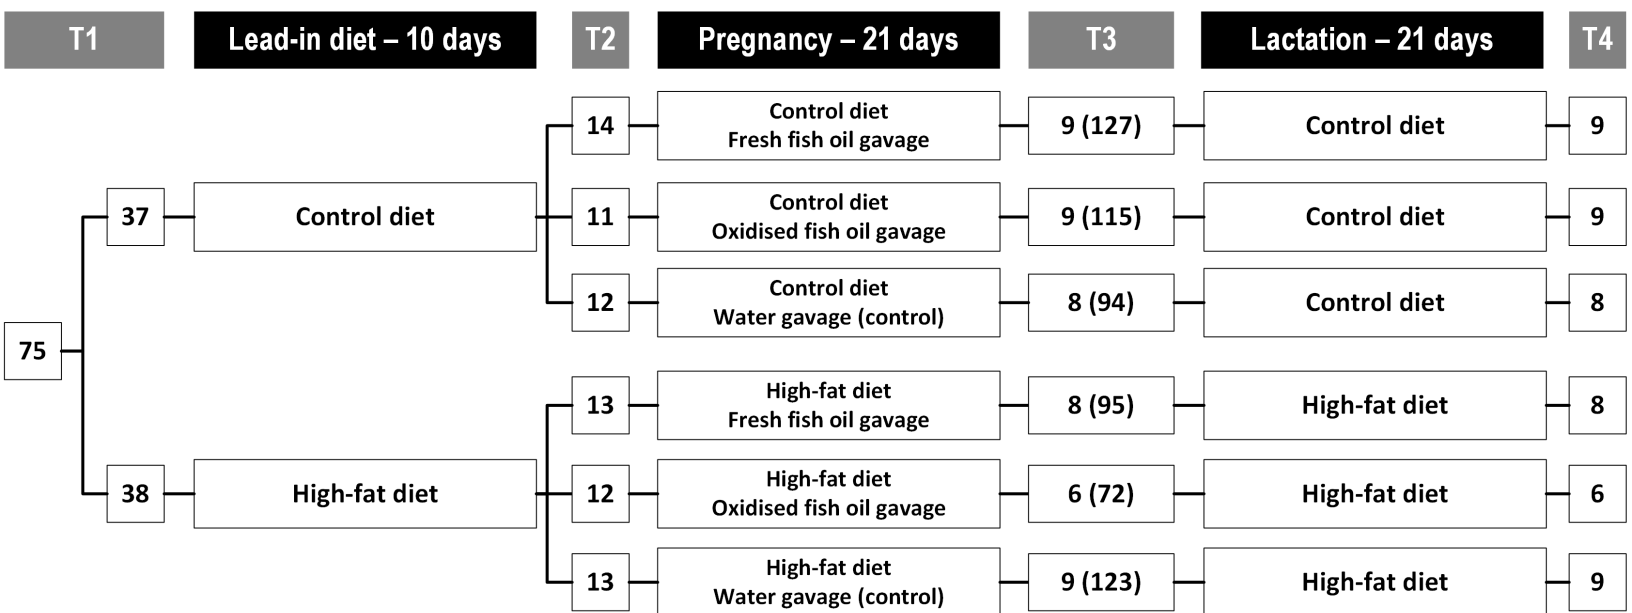 T1
Lead-in diet – 10 days
T2
Pregnancy – 21 days
T3
Lactation – 21 days
T4
14
Control diet
Fresh fish oil gavage
9 (127)
Control diet
9
37
Control diet
11
Control diet
Oxidised fish oil gavage
9 (115)
Control diet
9
12
Control diet
Water gavage (control)
8 (94)
Control diet
8
75
13
High-fat diet
Fresh fish oil gavage
8 (95)
High-fat diet
8
38
High-fat diet
12
High-fat diet
Oxidised fish oil gavage
6 (72)
High-fat diet
6
13
High-fat diet
Water gavage (control)
9 (123)
High-fat diet
9